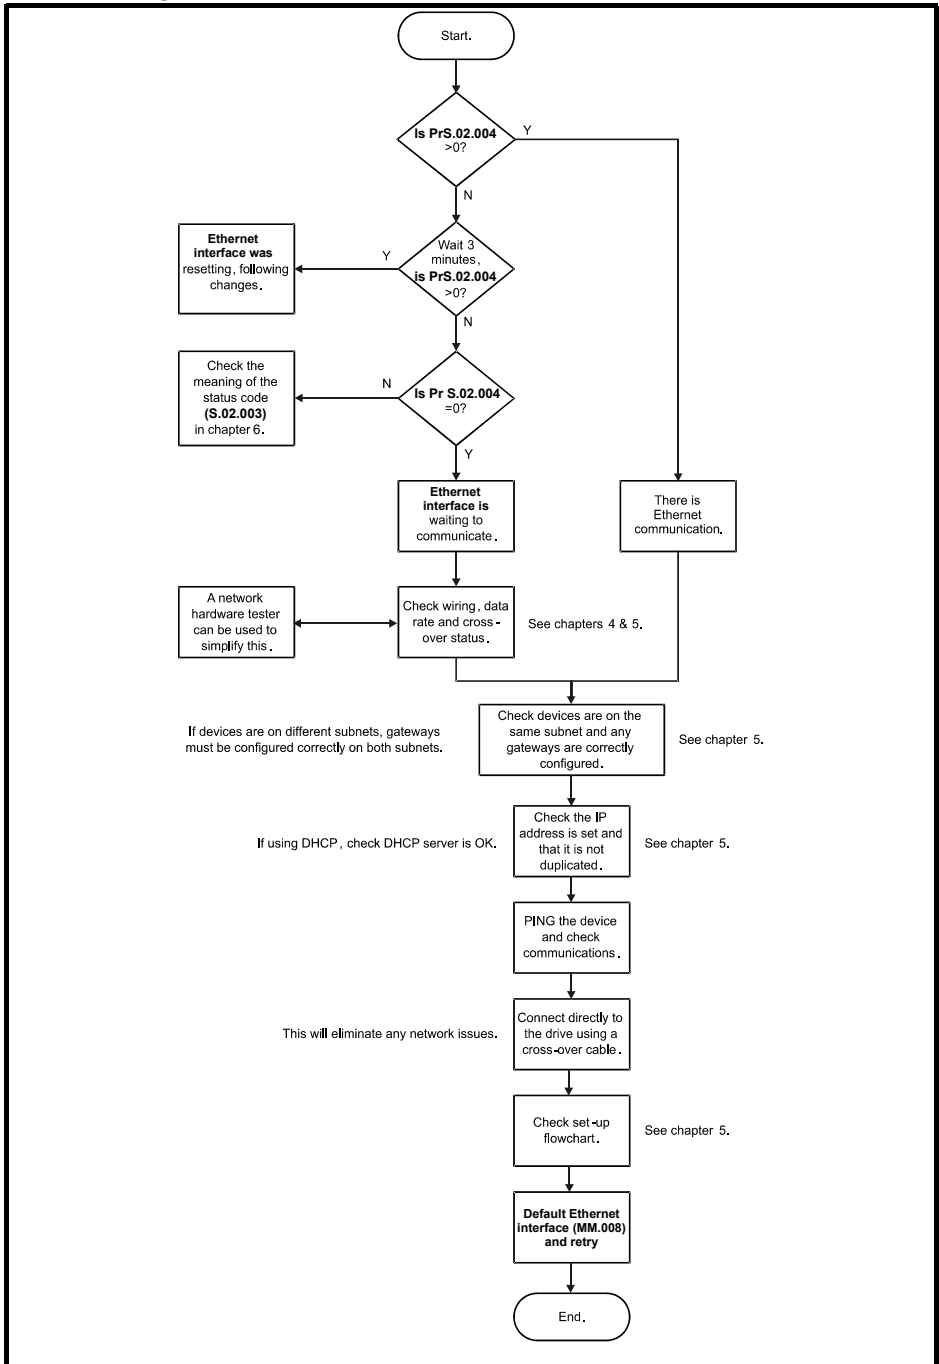 Start.
Is PrS.02.004
>0?
Y
N
Ethernet
interface was
resetting, following
changes.
Y
Wait 3
minutes,
is PrS.02.004
>0?
N
Check the
meaning of the
status code
(S.02.003)
in chapter 6.
N
Is Pr S.02.004
=0?
Y
Ethernet
interface is
waiting to
communicate.
There is
Ethernet
communication.
A network
hardware tester
can be used to
simplify this.
Check wiring, data
rate and cross-
over status.
See chapters 4 & 5.
If devices are on different subnets, gateways
must be configured correctly on both subnets.
Check devices are on the
same subnet and any
gateways are correctly
configured.
See chapter 5.
If using DHCP, check DHCP server is OK.
Check the IP
address is set and
that it is not
duplicated.
See chapter 5.
PING the device
and check
communications.
This will eliminate any network issues.
Connect directly to
the drive using a
cross-over cable.
Check set-up
flowchart.
See chapter 5.
Default Ethernet
interface (MM.008)
and retry
End.